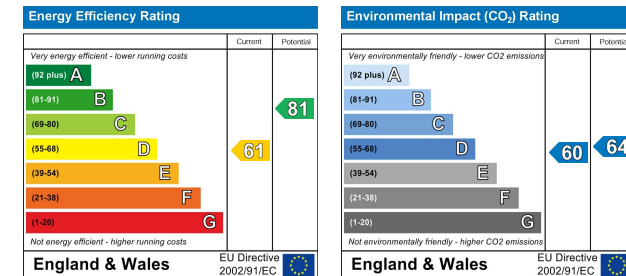 Energy Efficiency Rating
Current Potential
Very energy efficient - lower running costs
(92 plus) A
(81-91) B
(69-80) C
(55-68) D
(39-54) E
(21-38) F
(1-20) G
61
81
Not energy efficient - higher running costs
England & Wales
EU Directive
2002/91/EC
Environmental Impact (CO₂) Rating
Current Potential
Very environmentally friendly - lower CO2 emissions
(92 plus) A
(81-91) B
(69-80) C
(55-68) D
(39-54) E
(21-38) F
(1-20) G
60
64
Not environmentally friendly - higher CO2 emissions
England & Wales
EU Directive
2002/91/EC